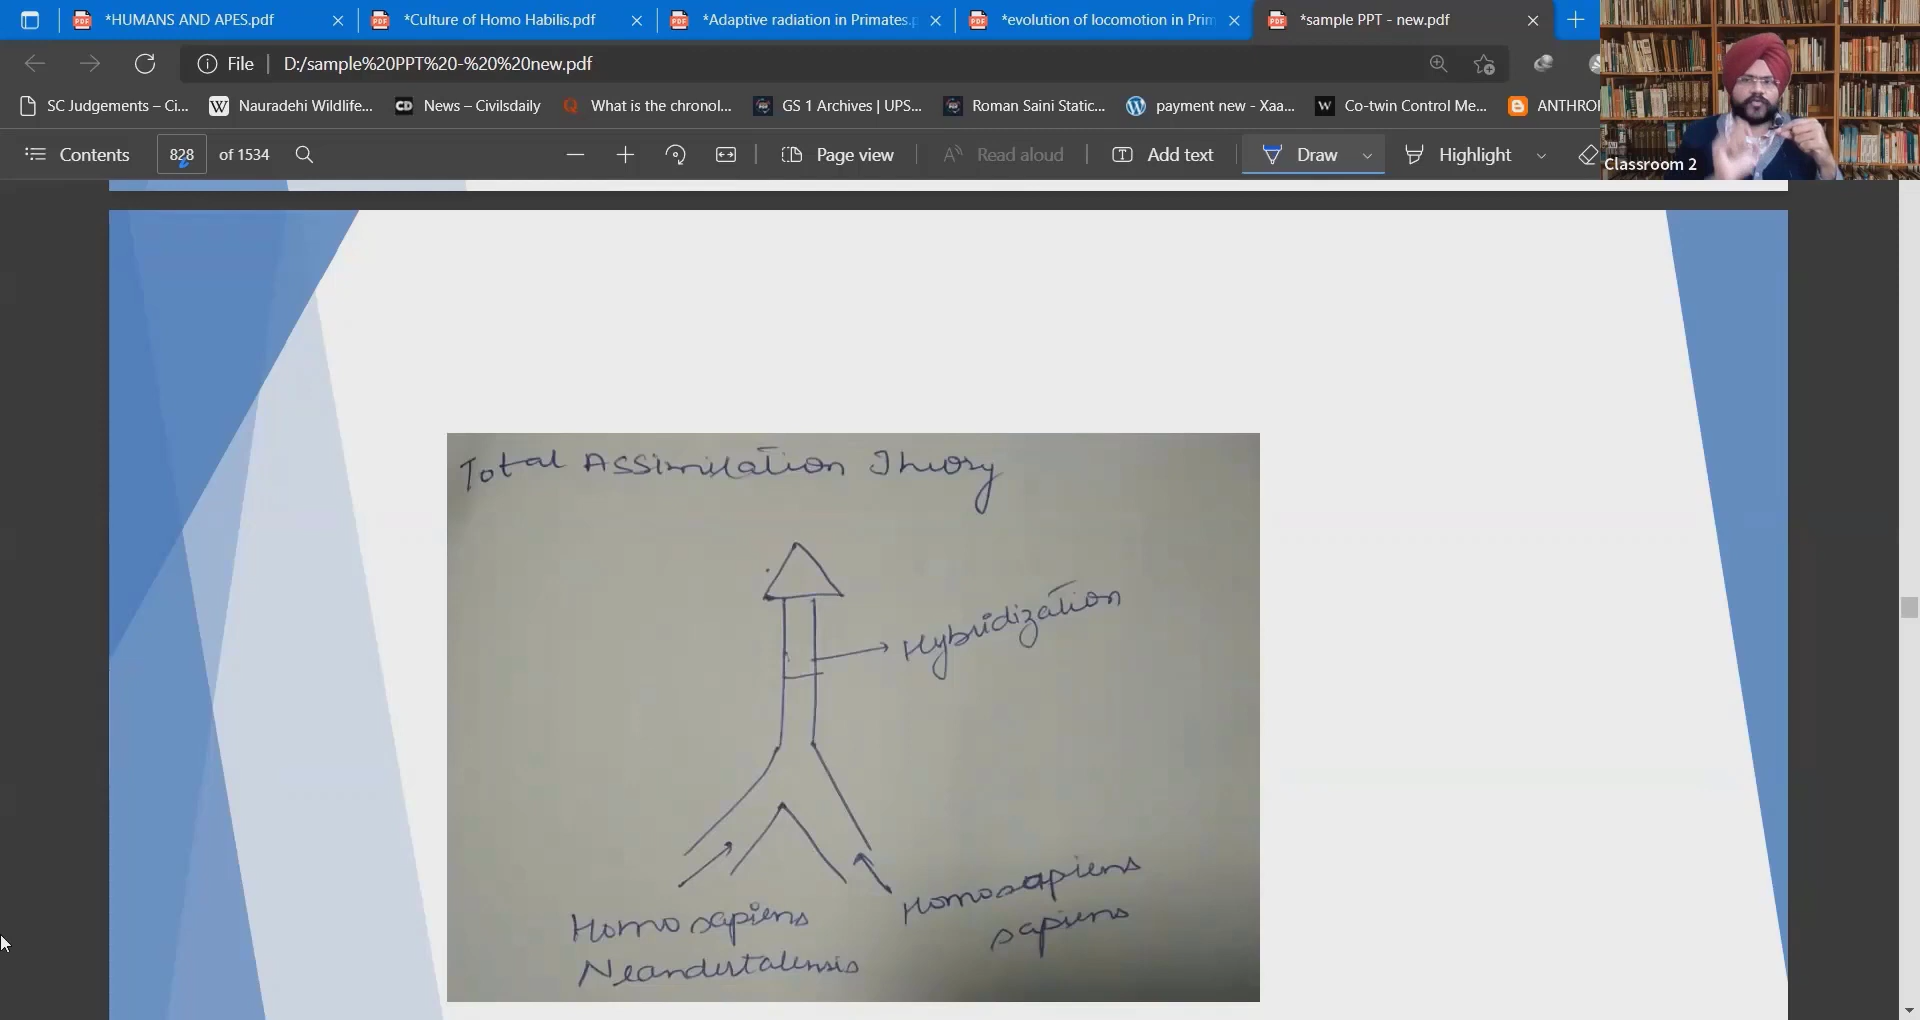 *HUMANS AND APES.pdf
*Culture of Homo Habilis.pdf
*Adaptive radiation in Primates.p
*evolution of locomotion in Prim
*sample PPT - new.pdf
File
D:/sample%20PPT%20-%20%20new.pdf
SC Judgements – Ci...
W
Nauradehi Wildlife...
CD
News – Civilsdaily
Q
What is the chronol...
GS 1 Archives | UPS...
Roman Saini Static...
payment new - Xaa...
W
Co-twin Control Me...
ANTHRO
Contents
828
of 1534
Page view
Read aloud
Add text
Draw
Highlight
Classroom 2
Total Assimilation Theory
Hybridization
Homosapiens
sapiens
Homo sapiens
Neandertalensis